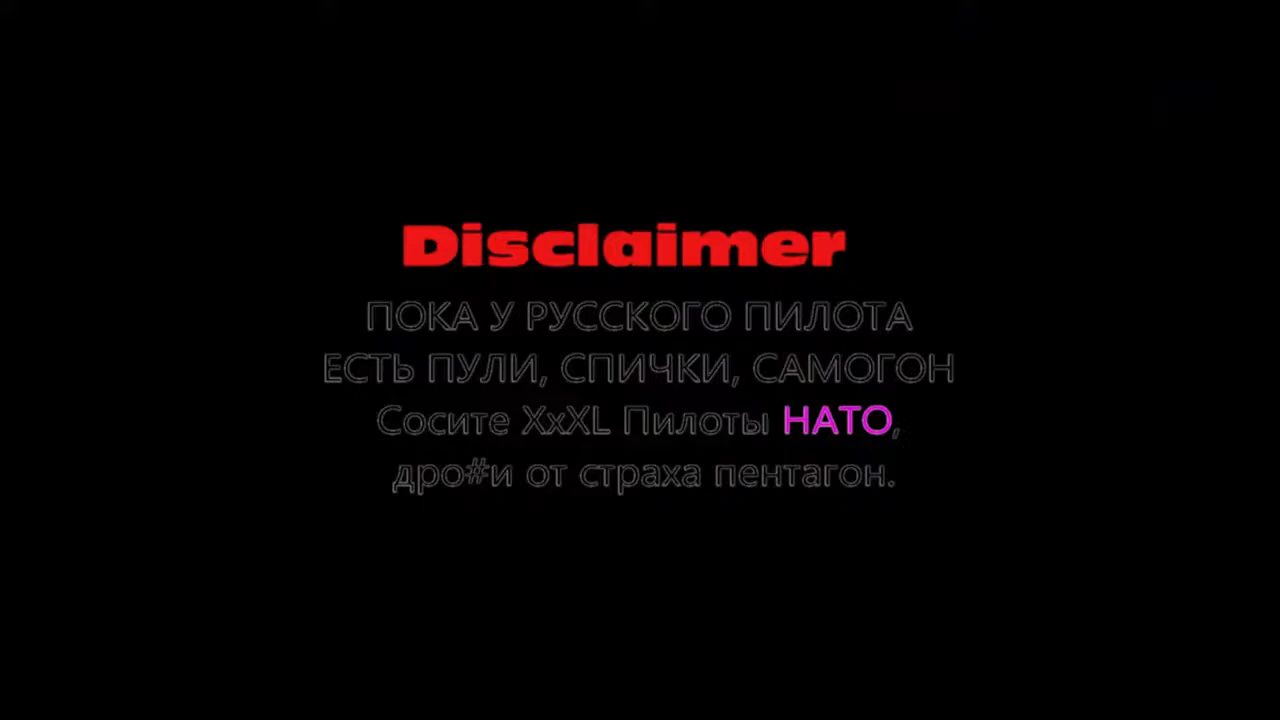 Disclaimer
ПОКА У РУССКОГО ПИЛОТА
ЕСТЬ ПУЛИ, СПИЧКИ, САМОГОН
Сосите XxXL Пилоты НАТО,
дро#и от страха пентагон.